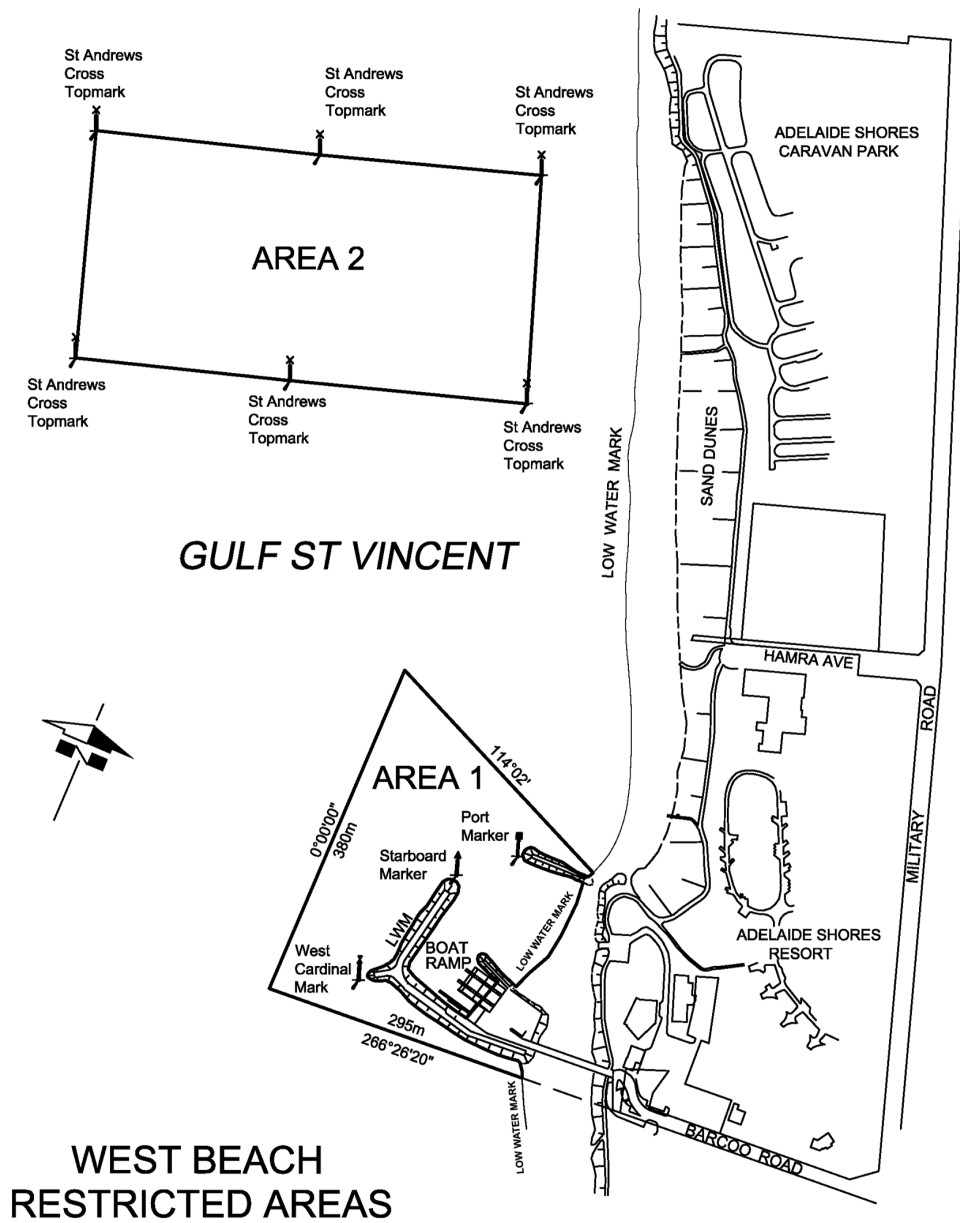 St Andrews
Cross
Topmark
St Andrews
Cross
Topmark
St Andrews
Cross
Topmark
ADELAIDE SHORES
CARAVAN PARK
AREA 2
St Andrews
Cross
Topmark
St Andrews
Cross
Topmark
St Andrews
Cross
Topmark
SAND DUNES
LOW WATER MARK
GULF ST VINCENT
HAMRA AVE
MILITARY ROAD
N
AREA 1
114°02'
0°00'00"
380m
Port
Marker
Starboard
Marker
LWM
BOAT
RAMP
LOW WATER MARK
West
Cardinal
Mark
ADELAIDE SHORES
RESORT
295m
266°26'20"
LOW WATER MARK
BARCOO ROAD
WEST BEACH
RESTRICTED AREAS